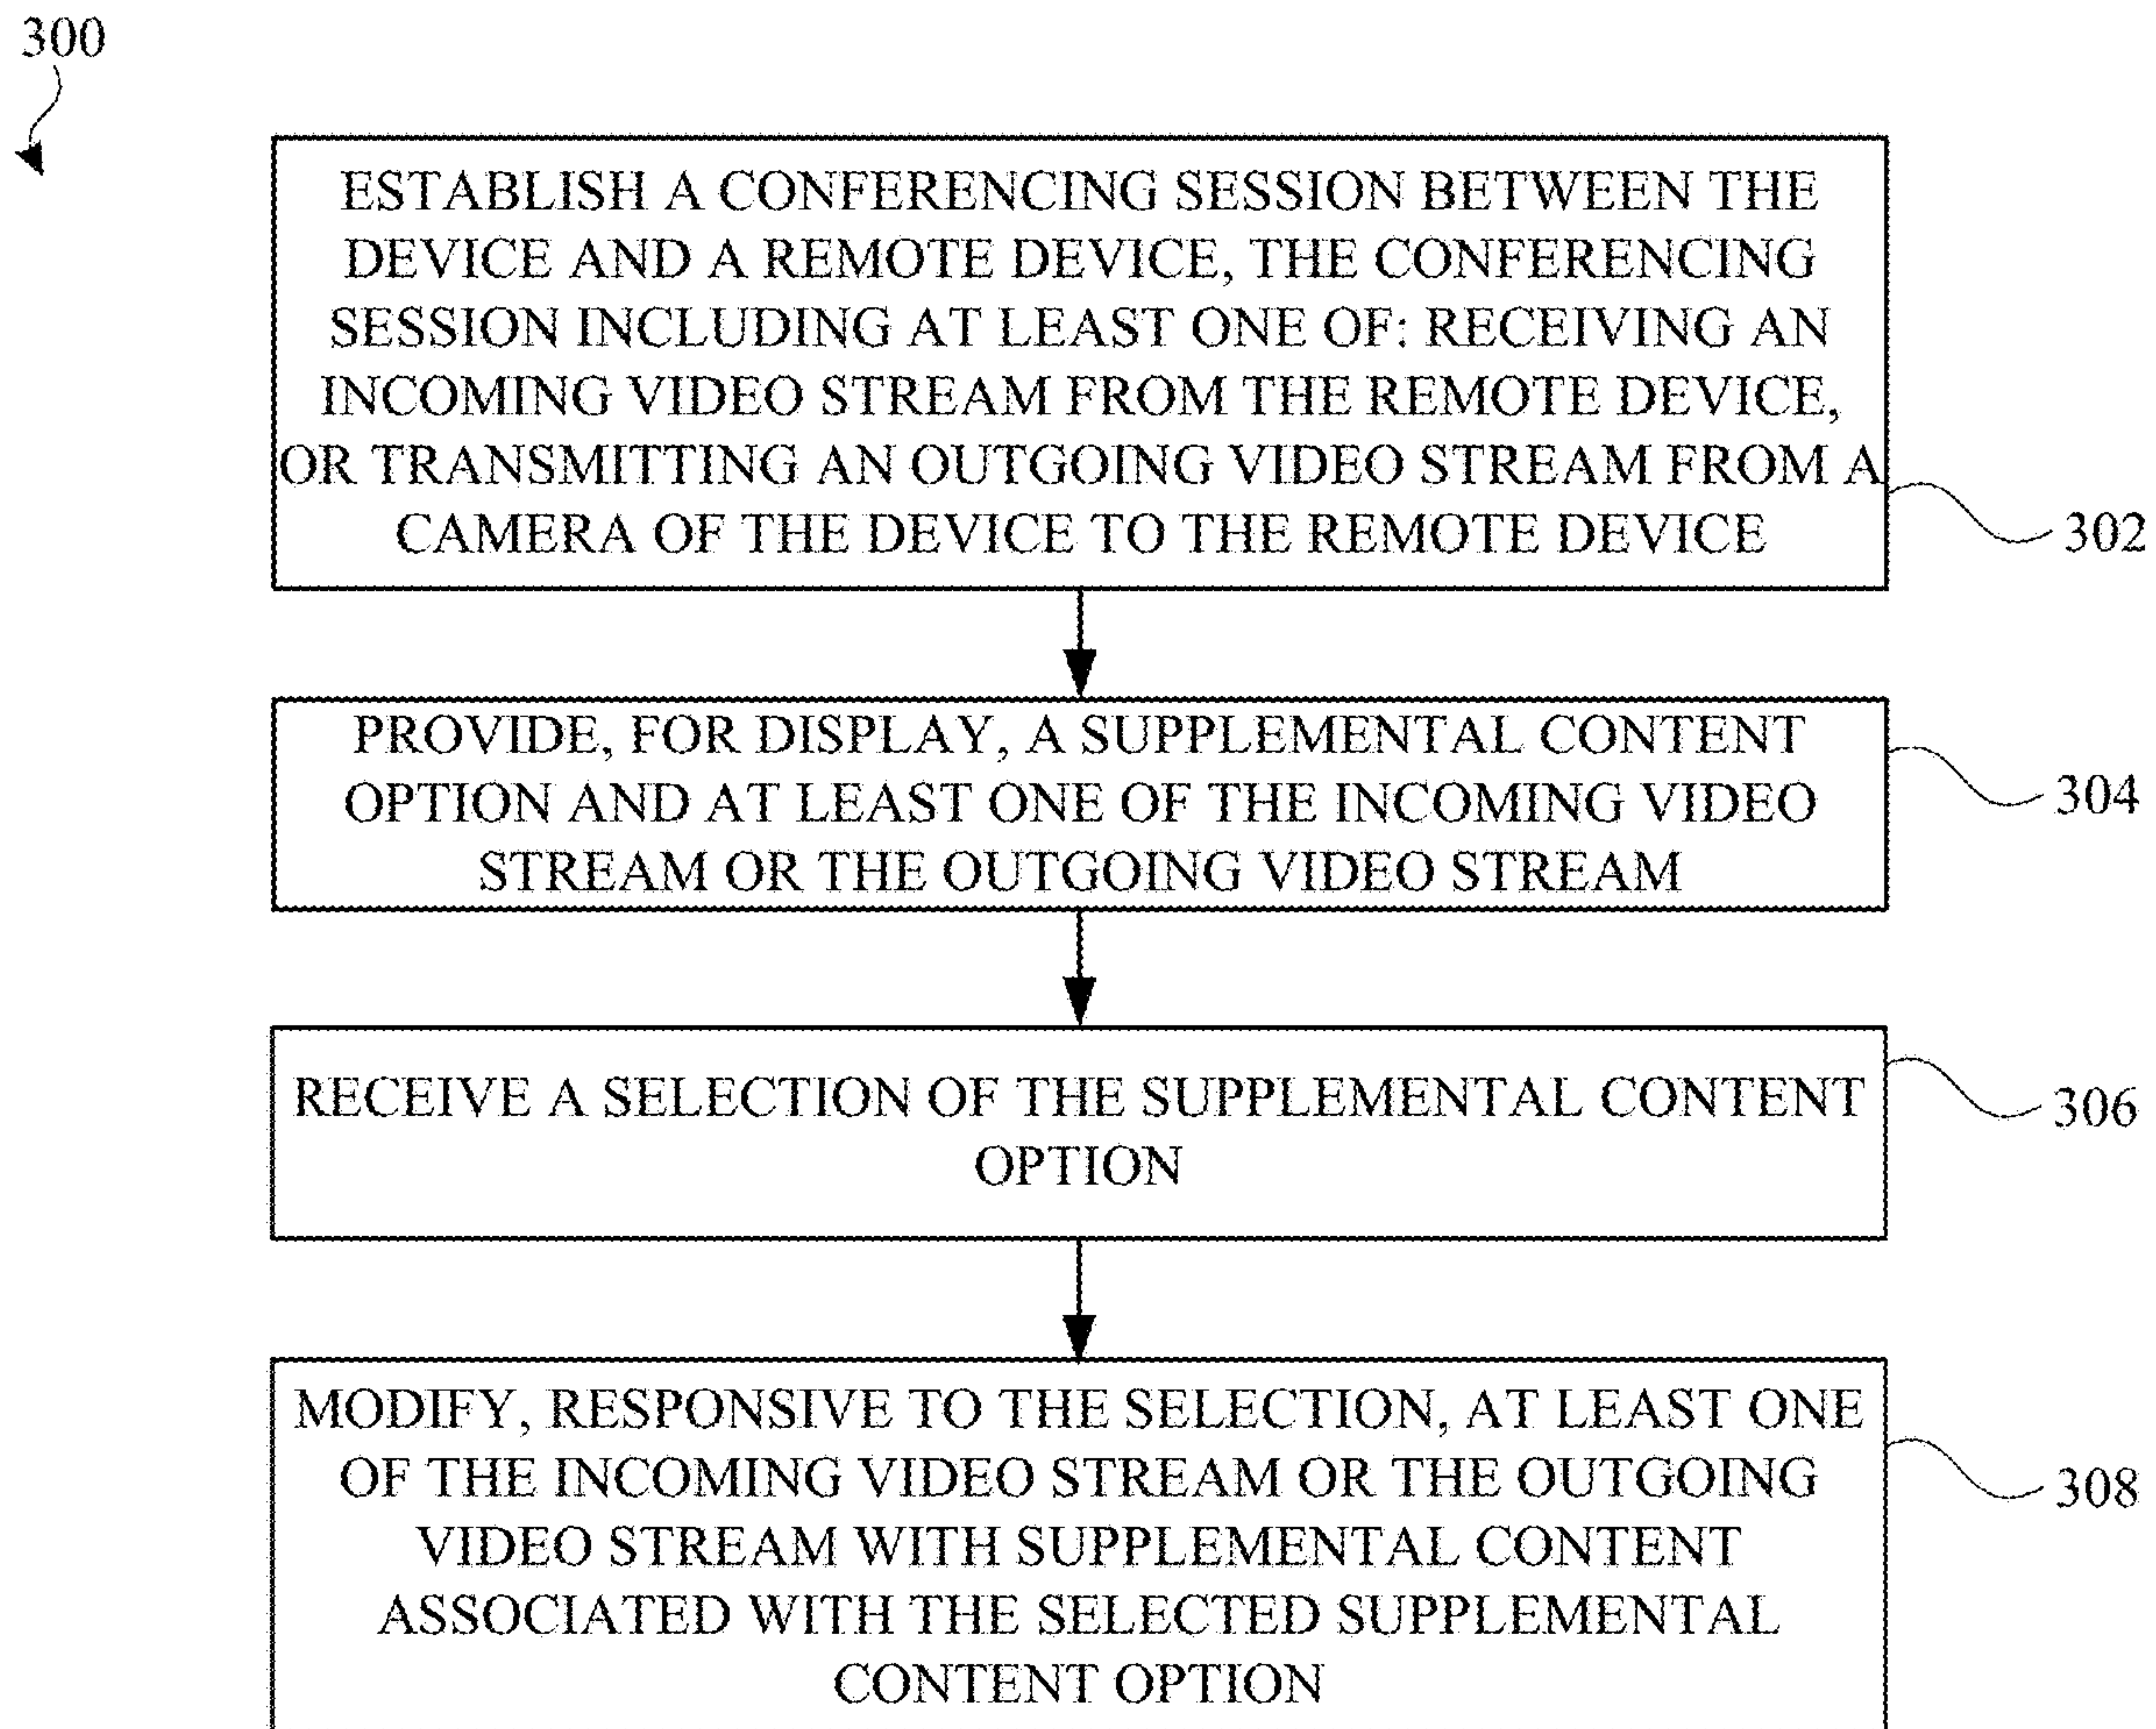 300
ESTABLISH A CONFERENCING SESSION BETWEEN THE
DEVICE AND A REMOTE DEVICE, THE CONFERENCING
SESSION INCLUDING AT LEAST ONE OF: RECEIVING AN
INCOMING VIDEO STREAM FROM THE REMOTE DEVICE,
OR TRANSMITTING AN OUTGOING VIDEO STREAM FROM A
CAMERA OF THE DEVICE TO THE REMOTE DEVICE
302
PROVIDE, FOR DISPLAY, A SUPPLEMENTAL CONTENT
OPTION AND AT LEAST ONE OF THE INCOMING VIDEO
STREAM OR THE OUTGOING VIDEO STREAM
304
RECEIVE A SELECTION OF THE SUPPLEMENTAL CONTENT
OPTION
306
MODIFY, RESPONSIVE TO THE SELECTION, AT LEAST ONE
OF THE INCOMING VIDEO STREAM OR THE OUTGOING
VIDEO STREAM WITH SUPPLEMENTAL CONTENT
ASSOCIATED WITH THE SELECTED SUPPLEMENTAL
CONTENT OPTION
308